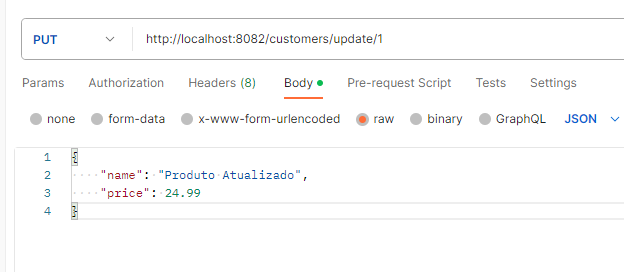 PUT http://localhost:8082/customers/update/1
Params Authorization Headers (8) Body Pre-request Script Tests Settings
none form-data x-www-form-urlencoded raw binary GraphQL JSON
1 {
2 "name": "Produto Atualizado",
3 "price": 24.99
4 }